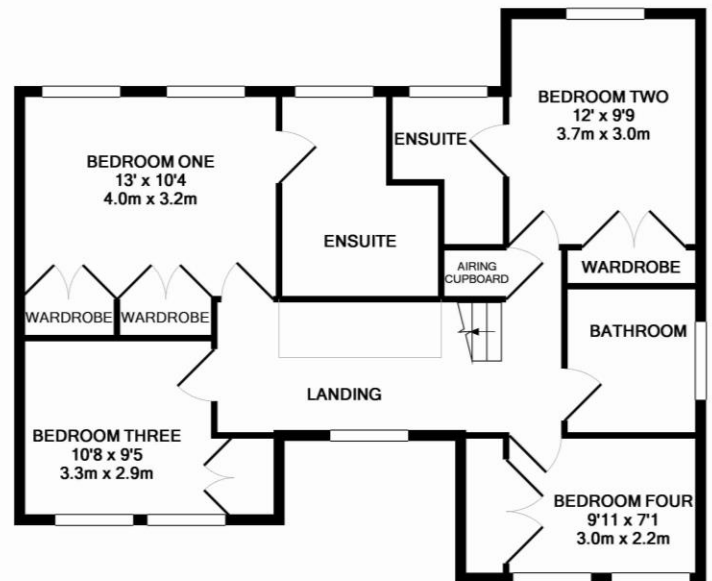 BEDROOM TWO
12' x 9'9
3.7m x 3.0m
ENSUITE
BEDROOM ONE
13' x 10'4
4.0m x 3.2m
ENSUITE
AIRING
CUPBOARD
WARDROBE
WARDROBE
WARDROBE
BATHROOM
LANDING
BEDROOM THREE
10'8 x 9'5
3.3m x 2.9m
BEDROOM FOUR
9'11 x 7'1
3.0m x 2.2m